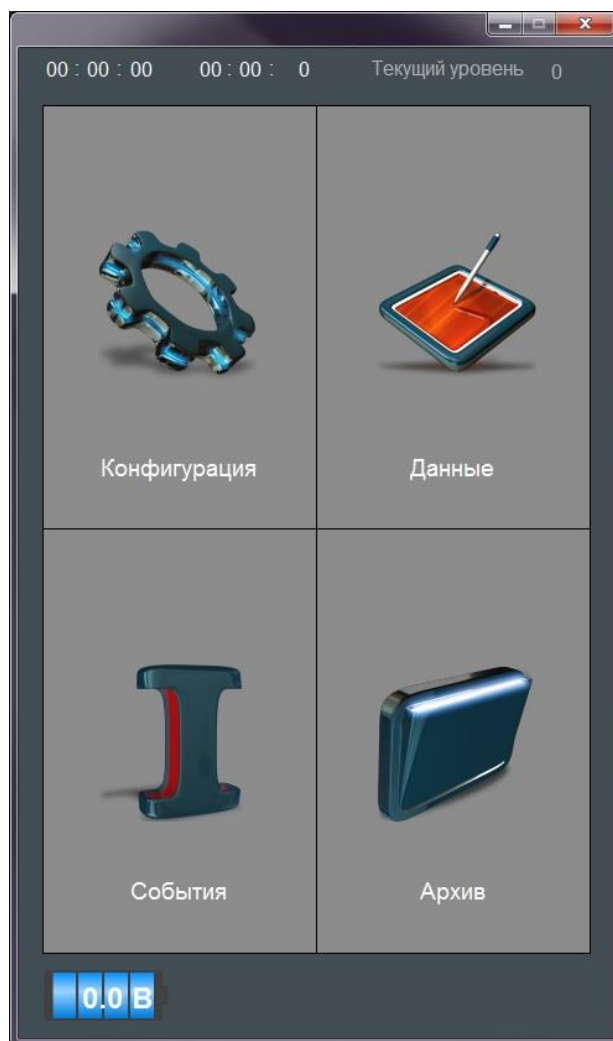 00 : 00 : 00 00 : 00 : 0 Текущий уровень 0
Конфигурация Данные
События Архив
0.0 В